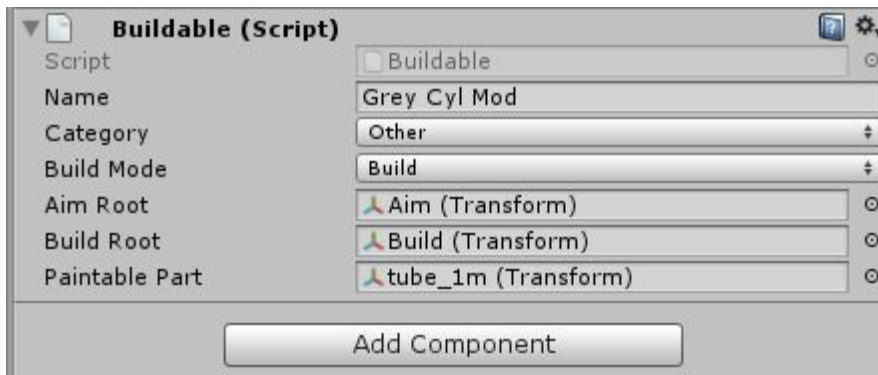 Buildable (Script)
Script Buildable
Name Grey Cyl Mod
Category Other
Build Mode Build
Aim Root Aim (Transform)
Build Root Build (Transform)
Paintable Part tube_1m (Transform)
Add Component